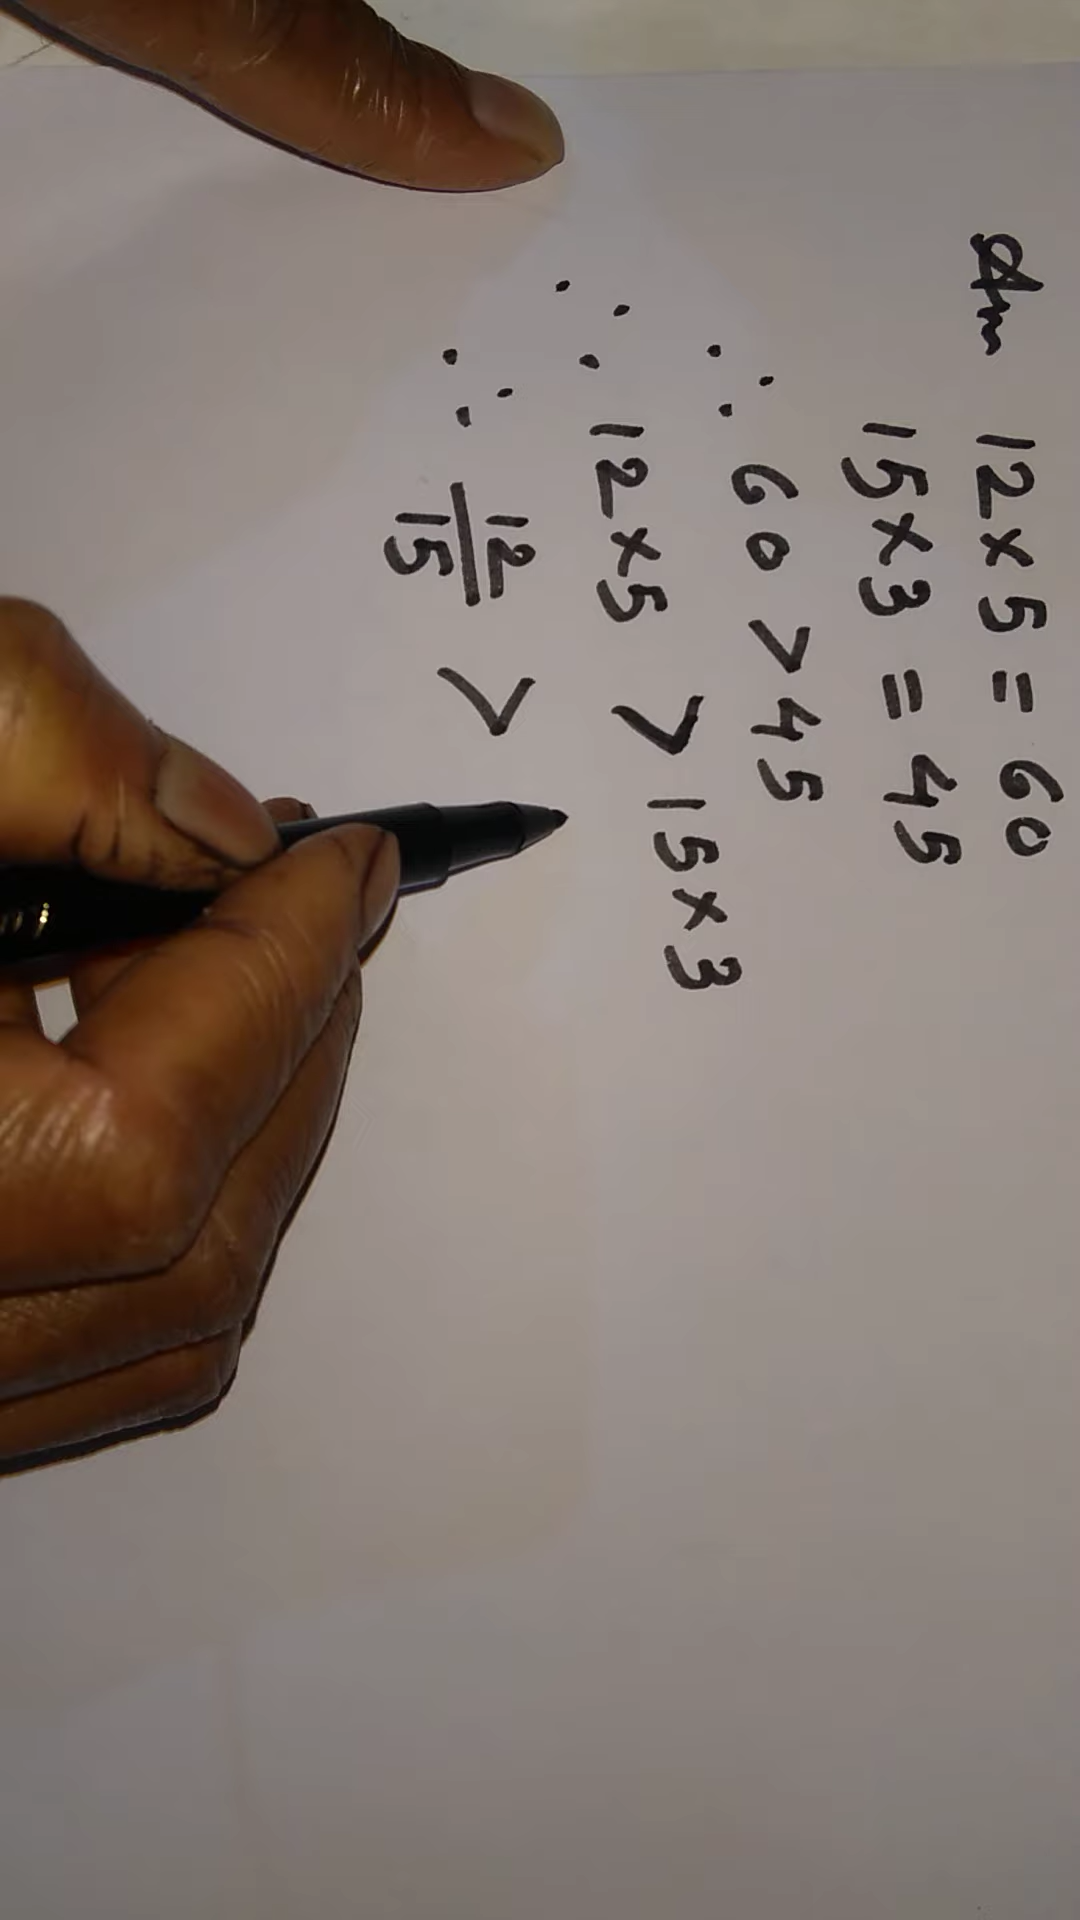 Ans 12 × 5 = 60
15 × 3 = 45
∴ 60 > 45
∴ 12 × 5 > 15 × 3
∴ 12/15 >